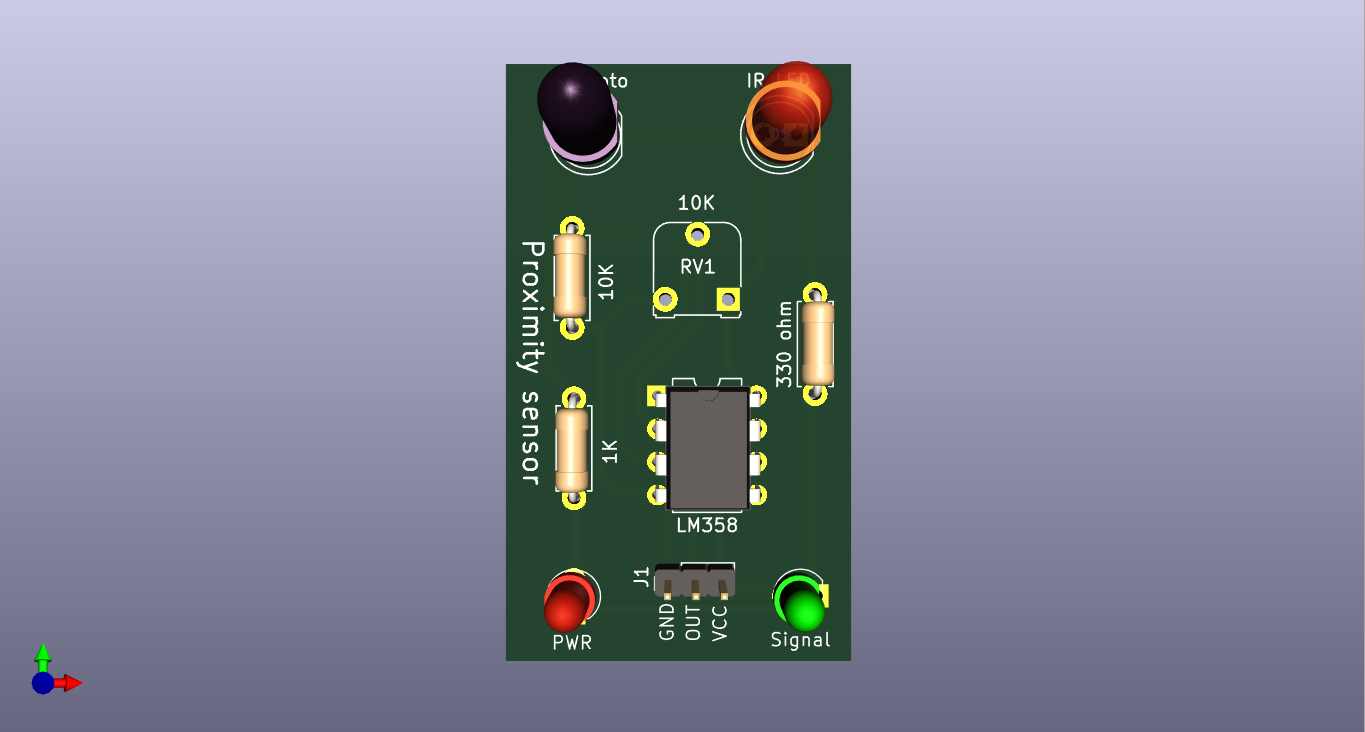 IR LED
10K
RV1
10K
Proximity sensor
330 ohm
1K
LM358
J1
GND
OUT
VCC
PWR
Signal